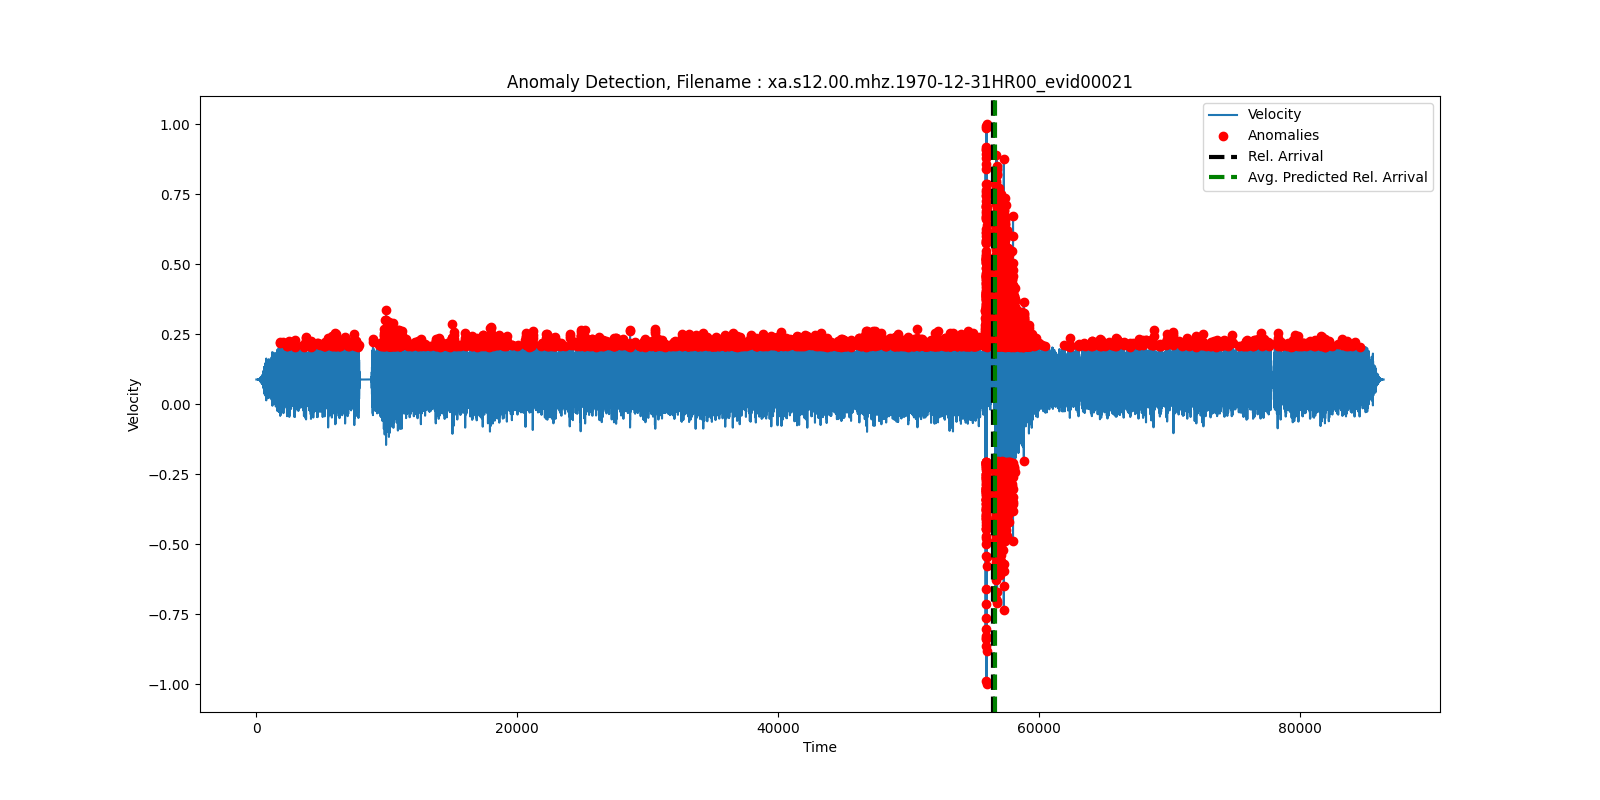 Anomaly Detection, Filename : xa.s12.00.mhz.1970-12-31HR00_evid00021
Velocity
Anomalies
Rel. Arrival
Avg. Predicted Rel. Arrival
1.00
0.75
0.50
0.25
0.00
−0.25
−0.50
−0.75
−1.00
Velocity
0
20000
40000
60000
80000
Time